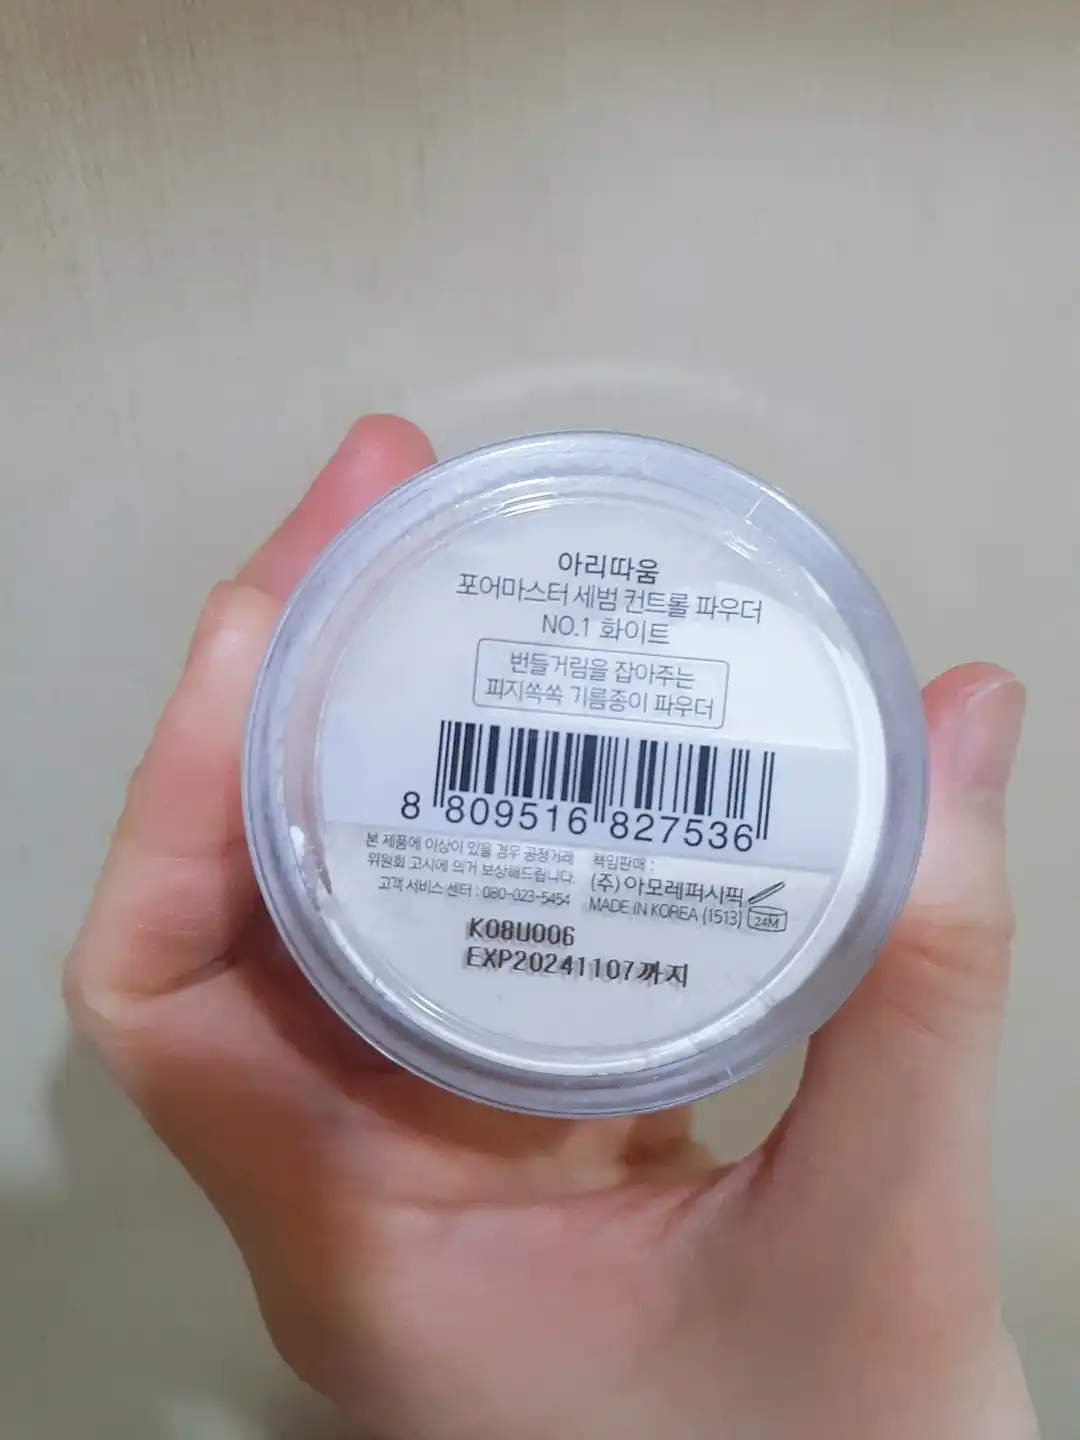 아리따움
포어마스터 세범 컨트롤 파우더
NO.1 화이트
번들거림을 잡아주는
피지쏙쏙 기름종이 파우더
8 809516 827536
본 제품에 이상이 있을 경우 공정거래
위원회 고시에 의거 보상해드립니다.
고객 서비스 센터 : 080-023-5454
책임판매 :
(주) 아모레퍼시픽
MADE IN KOREA (1513)
24M
K08U006
EXP20241107까지